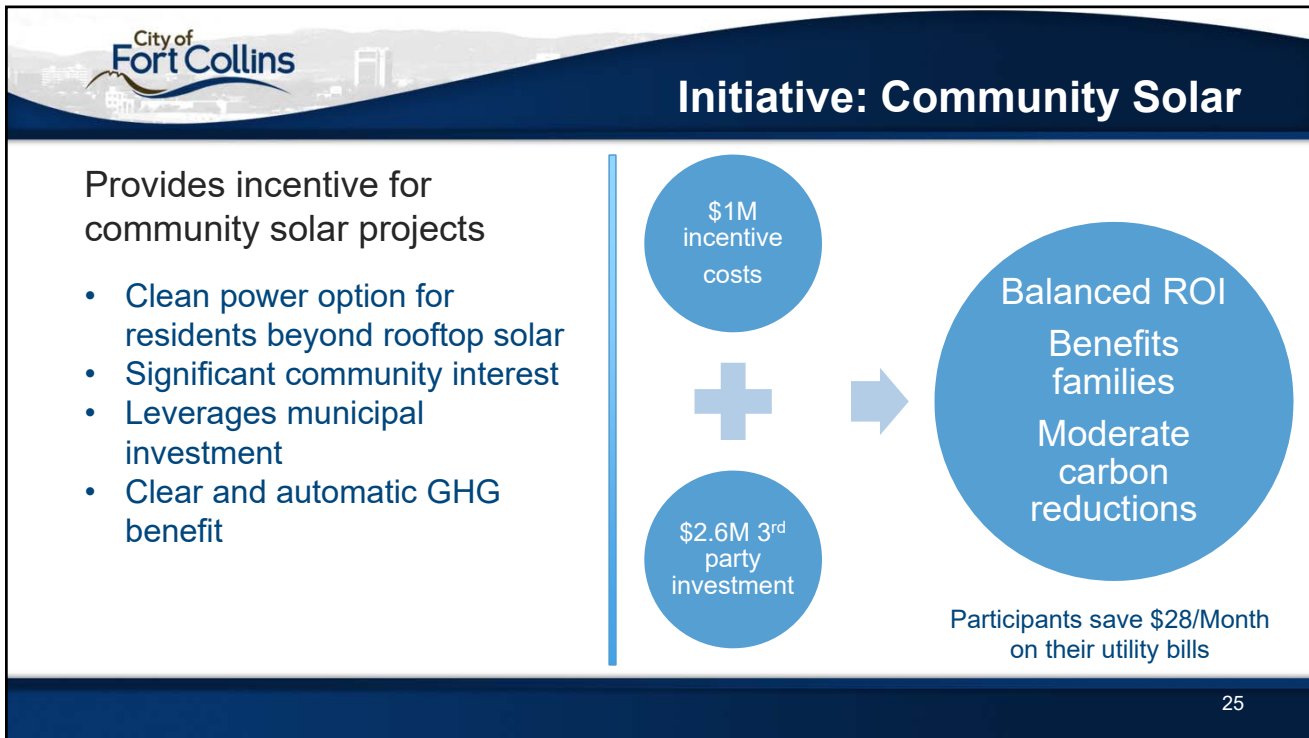 City of
Fort Collins
Initiative: Community Solar
Provides incentive for
community solar projects
• Clean power option for
residents beyond rooftop solar
• Significant community interest
• Leverages municipal
investment
• Clear and automatic GHG
benefit
$1M
incentive
costs
$2.6M 3rd
party
investment
Balanced ROI
Benefits
families
Moderate
carbon
reductions
Participants save $28/Month
on their utility bills
25